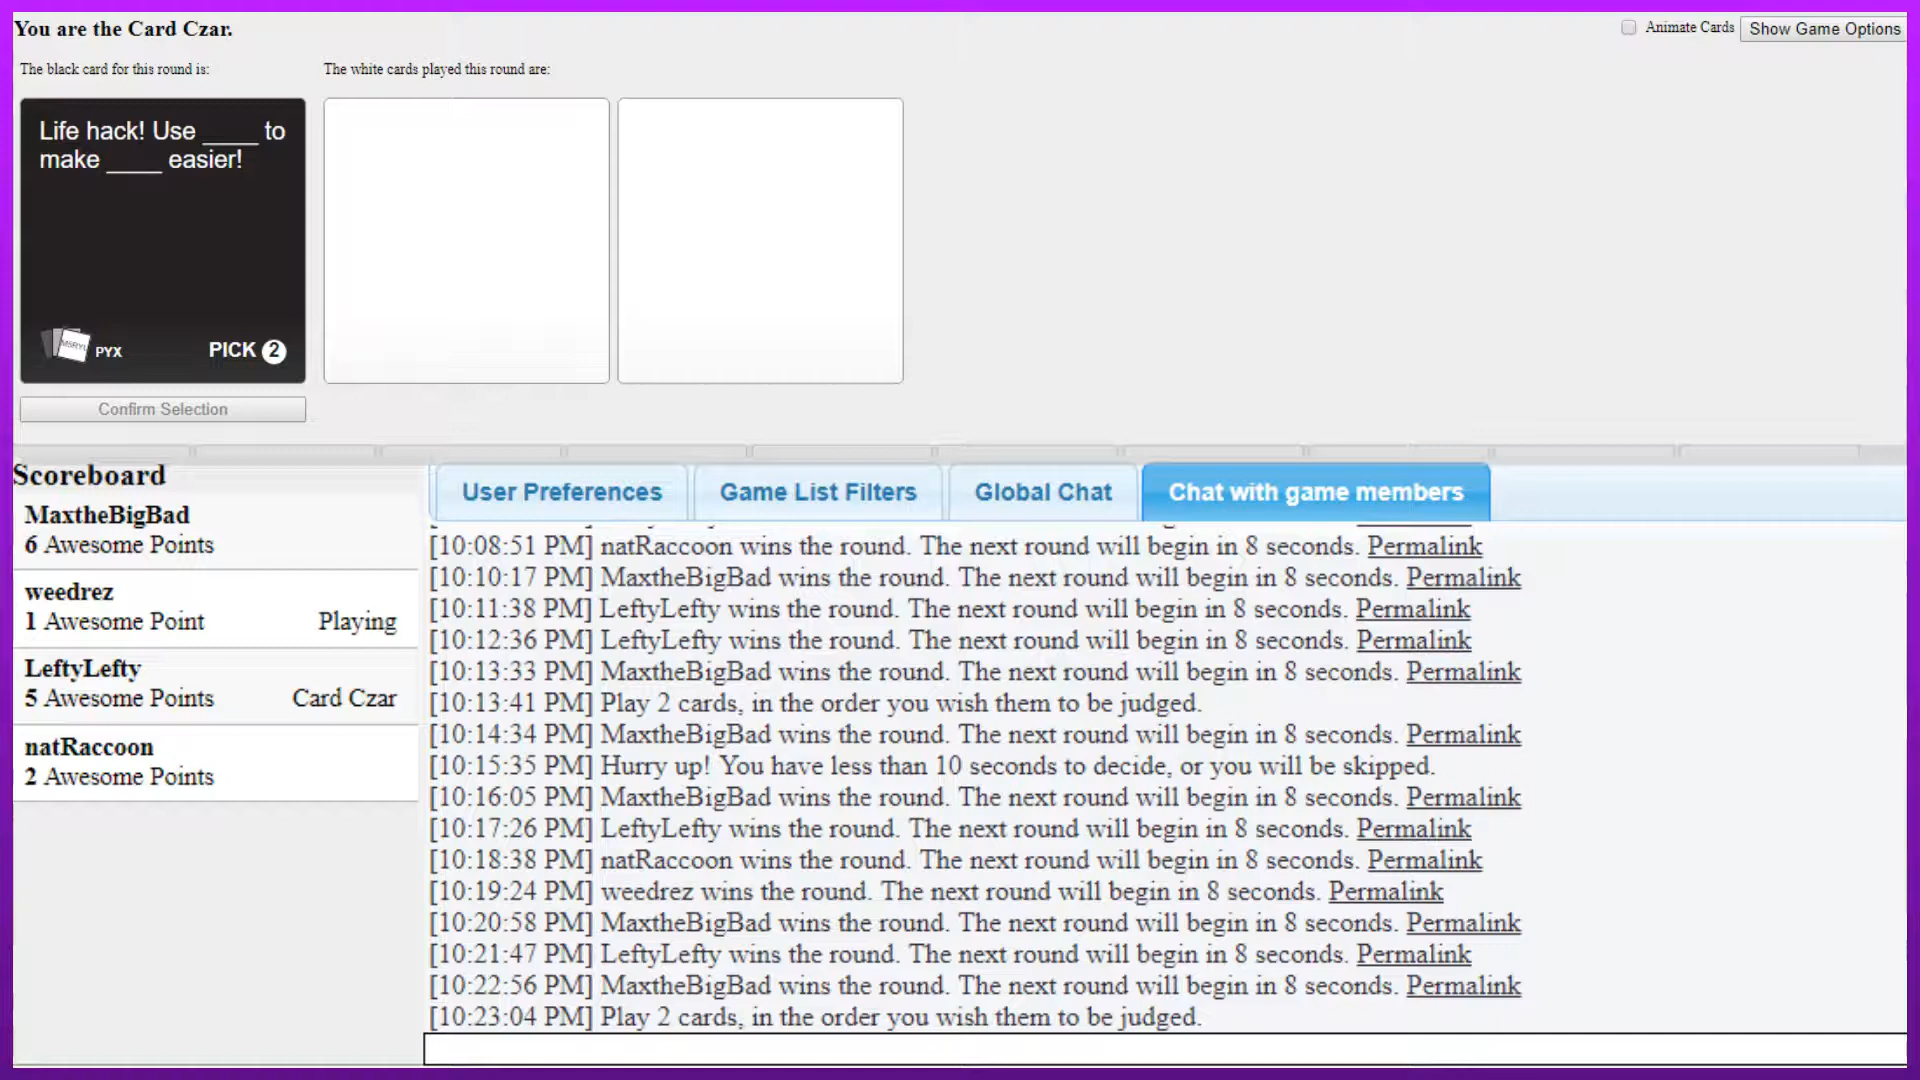 You are the Card Czar.
Animate Cards
Show Game Options
The black card for this round is:
The white cards played this round are:
Life hack! Use ____ to
make ____ easier!
PYX
PICK 2
Confirm Selection
Scoreboard
MaxtheBigBad
6 Awesome Points
weedrez
1 Awesome Point Playing
LeftyLefty
5 Awesome Points Card Czar
natRaccoon
2 Awesome Points
User Preferences
Game List Filters
Global Chat
Chat with game members
[10:08:51 PM] natRaccoon wins the round. The next round will begin in 8 seconds. Permalink
[10:10:17 PM] MaxtheBigBad wins the round. The next round will begin in 8 seconds. Permalink
[10:11:38 PM] LeftyLefty wins the round. The next round will begin in 8 seconds. Permalink
[10:12:36 PM] LeftyLefty wins the round. The next round will begin in 8 seconds. Permalink
[10:13:33 PM] MaxtheBigBad wins the round. The next round will begin in 8 seconds. Permalink
[10:13:41 PM] Play 2 cards, in the order you wish them to be judged.
[10:14:34 PM] MaxtheBigBad wins the round. The next round will begin in 8 seconds. Permalink
[10:15:35 PM] Hurry up! You have less than 10 seconds to decide, or you will be skipped.
[10:16:05 PM] MaxtheBigBad wins the round. The next round will begin in 8 seconds. Permalink
[10:17:26 PM] LeftyLefty wins the round. The next round will begin in 8 seconds. Permalink
[10:18:38 PM] natRaccoon wins the round. The next round will begin in 8 seconds. Permalink
[10:19:24 PM] weedrez wins the round. The next round will begin in 8 seconds. Permalink
[10:20:58 PM] MaxtheBigBad wins the round. The next round will begin in 8 seconds. Permalink
[10:21:47 PM] LeftyLefty wins the round. The next round will begin in 8 seconds. Permalink
[10:22:56 PM] MaxtheBigBad wins the round. The next round will begin in 8 seconds. Permalink
[10:23:04 PM] Play 2 cards, in the order you wish them to be judged.